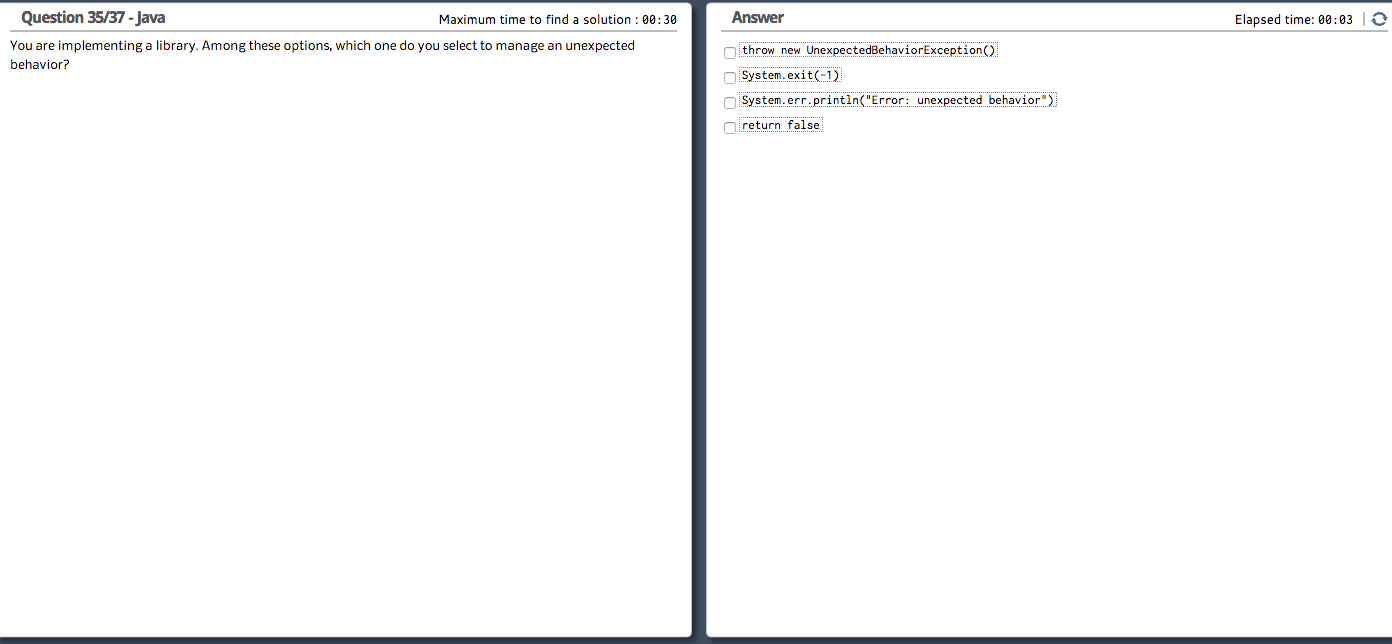 Question 35/37 - Java
Maximum time to find a solution : 00:30
You are implementing a library. Among these options, which one do you select to manage an unexpected
behavior?
Answer
Elapsed time: 00:03
throw new UnexpectedBehaviorException()
System.exit(-1)
System.err.println("Error: unexpected behavior")
return false